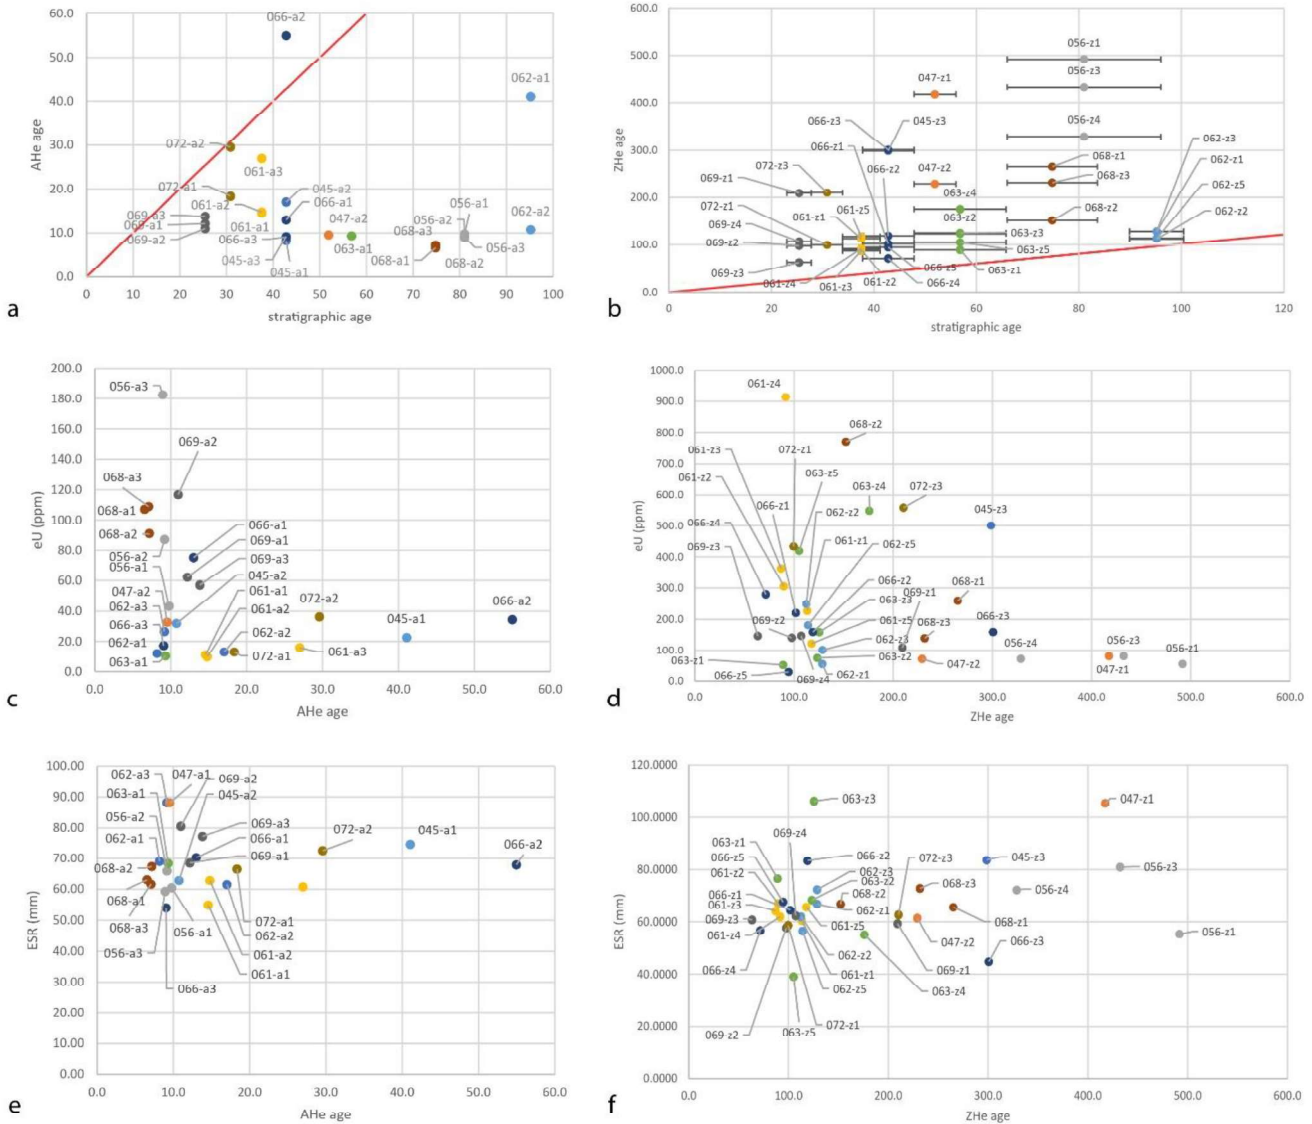 60.0
50.0
40.0
30.0
20.0
10.0
0.0
AHe age
066-a2
062-a1
072-a2
061-a3
072-a1
061-a2
045-a2
066-a1
069-a3
069-a1
069-a2
061-a1
066-a3
045-a3
045-a1
047-a2
063-a1
068-a3
068-a1
056-a2
056-a1
062-a2
056-a3
068-a2
0 10 20 30 40 50 60 70 80 90 100
stratigraphic age
a
600.0
500.0
400.0
300.0
200.0
100.0
0.0
ZHe age
056-z1
056-z3
047-z1
056-z4
066-z3
045-z3
066-z1
062-z3
062-z1
062-z5
062-z2
072-z3
066-z2
047-z2
068-z1
068-z3
069-z1
063-z4
072-z1
061-z1
061-z5
063-z2
068-z2
069-z4
063-z3
069-z2
063-z5
069-z3
066-z5
063-z1
061-z4
061-z3
061-z2
066-z4
0 20 40 60 80 100 120
stratigraphic age
b
200.0
180.0
160.0
140.0
120.0
100.0
80.0
60.0
40.0
20.0
0.0
eU (ppm)
056-a3
069-a2
068-a3
068-a1
068-a2
056-a2
056-a1
066-a1
069-a1
069-a3
045-a2
047-a2
061-a1
062-a3
061-a2
072-a2
066-a2
066-a3
045-a1
062-a1
062-a2
063-a1
072-a1
061-a3
0.0 10.0 20.0 30.0 40.0 50.0 60.0
AHe age
c
1000.0
900.0
800.0
700.0
600.0
500.0
400.0
300.0
200.0
100.0
0.0
eU (ppm)
061-z4
068-z2
061-z3
072-z1
061-z2
063-z5
063-z4
072-z3
066-z1
062-z2
045-z3
066-z4
061-z1
062-z5
069-z3
066-z2
068-z1
069-z2
063-z3
069-z1
066-z3
061-z5
068-z3
062-z3
056-z4
056-z3
056-z1
063-z1
063-z2
047-z2
047-z1
066-z5
069-z4
062-z1
0.0 100.0 200.0 300.0 400.0 500.0 600.0
ZHe age
d
100.00
90.00
80.00
70.00
60.00
50.00
40.00
30.00
20.00
10.00
0.00
ESR (mm)
062-a3
047-a1
069-a2
063-a1
045-a2
056-a2
069-a3
072-a2
045-a1
062-a1
066-a1
066-a2
068-a2
069-a1
068-a1
072-a1
068-a3
056-a1
062-a2
056-a3
061-a2
061-a1
066-a3
0.0 10.0 20.0 30.0 40.0 50.0 60.0
AHe age
e
120.0000
100.0000
80.0000
60.0000
40.0000
20.0000
0.0000
ESR (mm)
063-z3
047-z1
069-z4
063-z1
066-z5
066-z2
072-z3
045-z3
061-z2
062-z3
063-z2
056-z3
066-z1
068-z2
068-z3
056-z4
061-z3
062-z1
069-z3
061-z5
047-z2
068-z1
056-z1
061-z4
062-z2
066-z3
066-z4
061-z1
069-z1
062-z5
063-z4
072-z1
069-z2
063-z5
0.0 100.0 200.0 300.0 400.0 500.0 600.0
ZHe age
f